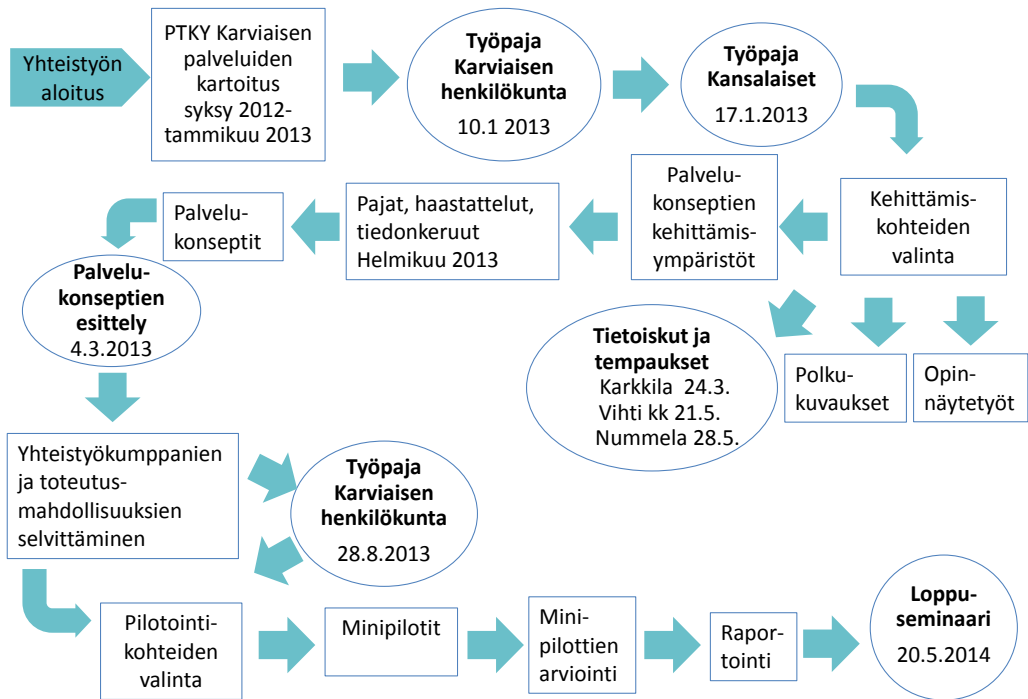 Yhteistyön
aloitus
PTKY Karviaisen
palveluiden
kartoitus
syksy 2012-
tammikuu 2013
Työpaja
Karviaisen
henkilökunta
10.1 2013
Työpaja
Kansalaiset
17.1.2013
Kehittämis-
kohteiden
valinta
Palvelu-
konseptien
kehittämis-
ympäristöt
Pajat, haastattelut,
tiedonkeruut
Helmikuu 2013
Palvelu-
konseptit
Palvelu-
konseptien
esittely
4.3.2013
Tietoiskut ja
tempaukset
Karkkila 24.3.
Vihti kk 21.5.
Nummela 28.5.
Polku-
kuvaukset
Opin-
näytetyöt
Yhteistyökumppanien
ja toteutus-
mahdollisuuksien
selvittäminen
Työpaja
Karviaisen
henkilökunta
28.8.2013
Pilotointi-
kohteiden
valinta
Minipilotit
Mini-
pilottien
arviointi
Rapor-
tointi
Loppu-
seminaari
20.5.2014